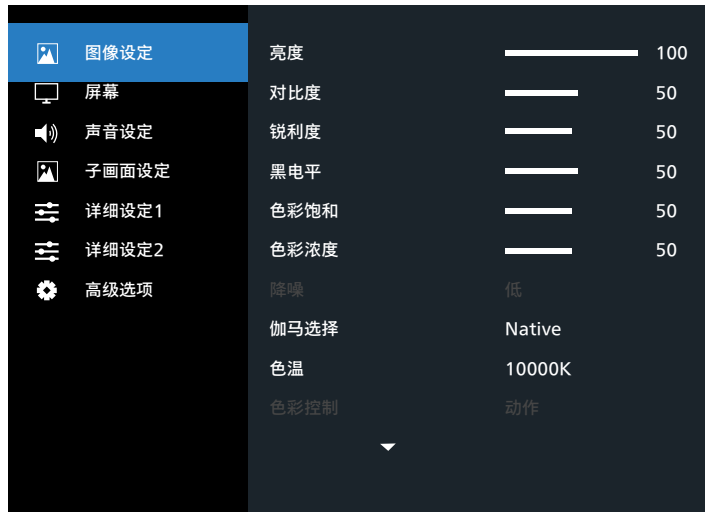 图像设定
屏幕
声音设定
子画面设定
详细设定1
详细设定2
高级选项
亮度 100
对比度 50
锐利度 50
黑电平 50
色彩饱和 50
色彩浓度 50
降噪 低
伽马选择 Native
色温 10000K
色彩控制 动作